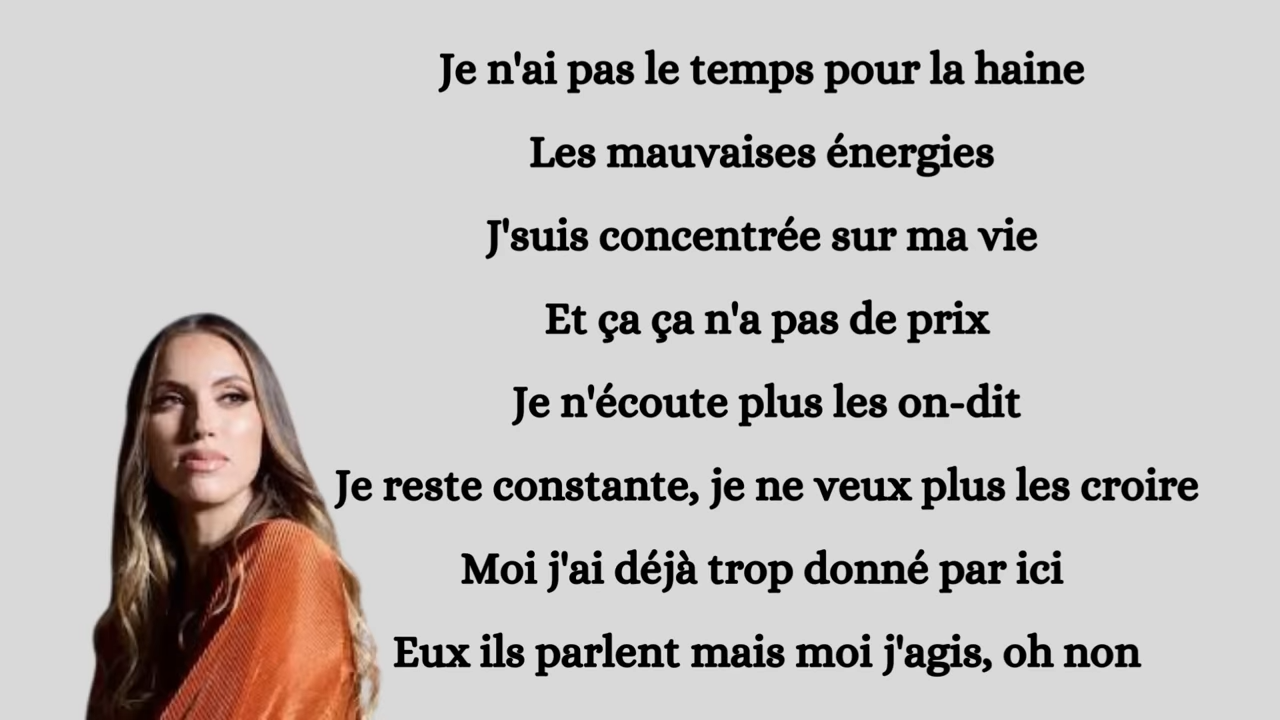 Je n'ai pas le temps pour la haine
Les mauvaises énergies
J'suis concentrée sur ma vie
Et ça ça n'a pas de prix
Je n'écoute plus les on-dit
Je reste constante, je ne veux plus les croire
Moi j'ai déjà trop donné par ici
Eux ils parlent mais moi j'agis, oh non